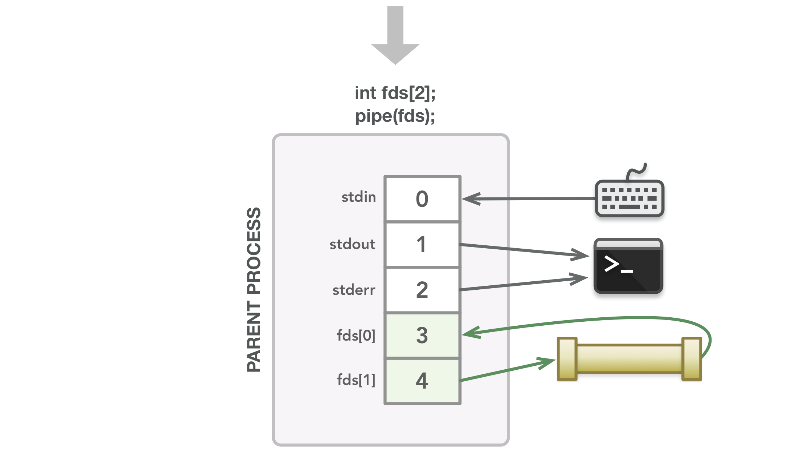 int fds[2];
pipe(fds);
PARENT PROCESS
stdin 0
stdout 1
stderr 2
fds[0] 3
fds[1] 4
>_